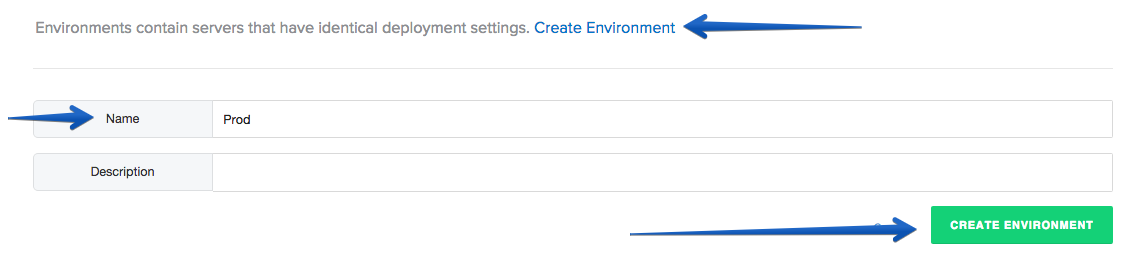 Environments contain servers that have identical deployment settings. Create Environment
Name
Prod
Description
CREATE ENVIRONMENT